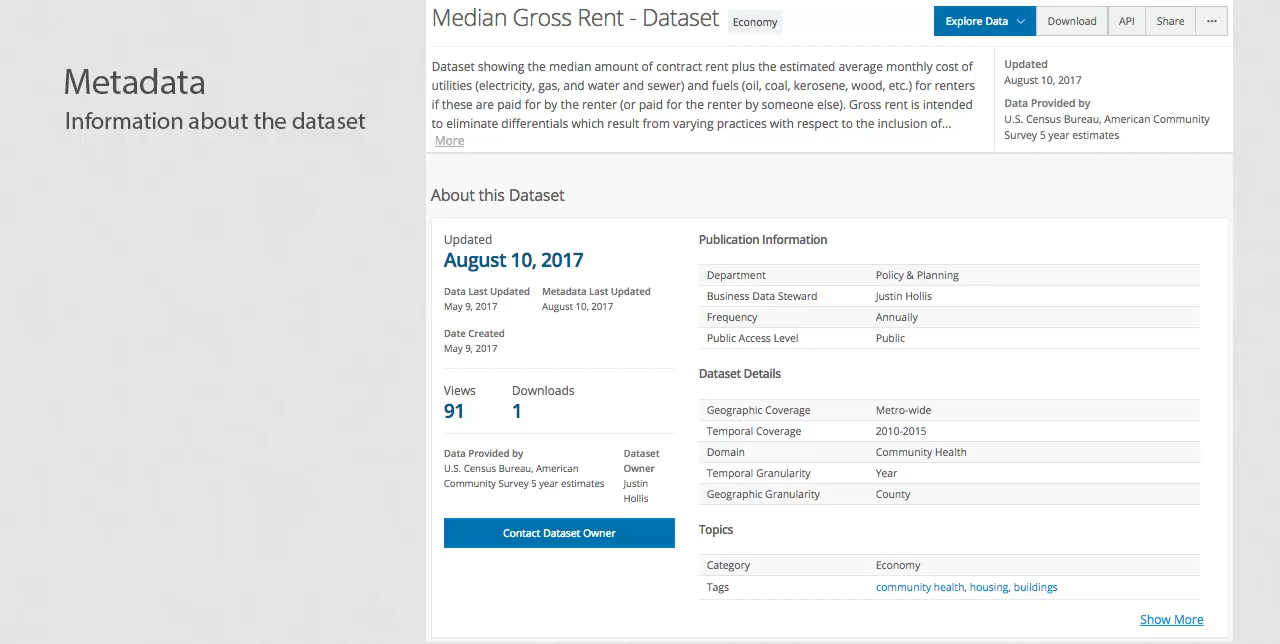 Metadata
Information about the dataset
Median Gross Rent - Dataset Economy
Explore Data Download API Share ...
Dataset showing the median amount of contract rent plus the estimated average monthly cost of
utilities (electricity, gas, and water and sewer) and fuels (oil, coal, kerosene, wood, etc.) for renters
if these are paid for by the renter (or paid for the renter by someone else). Gross rent is intended
to eliminate differentials which result from varying practices with respect to the inclusion of...
More
Updated
August 10, 2017
Data Provided by
U.S. Census Bureau, American Community
Survey 5 year estimates
About this Dataset
Updated
August 10, 2017
Data Last Updated Metadata Last Updated
May 9, 2017 August 10, 2017
Date Created
May 9, 2017
Views Downloads
91 1
Data Provided by
U.S. Census Bureau, American
Community Survey 5 year estimates
Dataset
Owner
Justin
Hollis
Contact Dataset Owner
Publication Information
Department Policy & Planning
Business Data Steward Justin Hollis
Frequency Annually
Public Access Level Public
Dataset Details
Geographic Coverage Metro-wide
Temporal Coverage 2010-2015
Domain Community Health
Temporal Granularity Year
Geographic Granularity County
Topics
Category Economy
Tags community health, housing, buildings
Show More